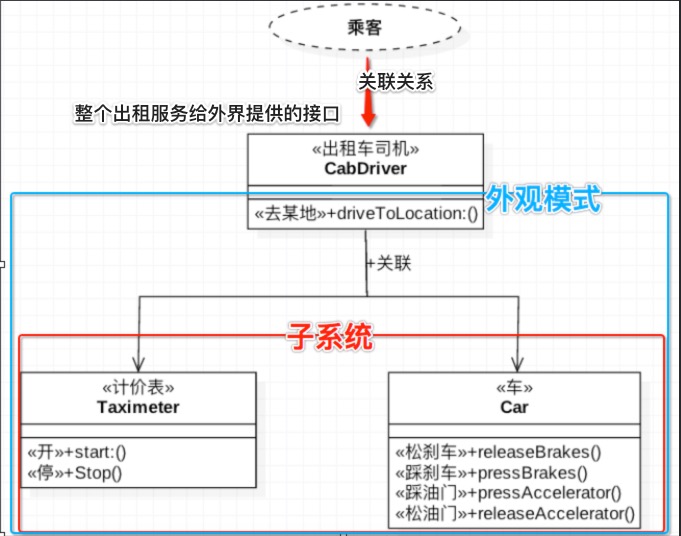 乘客
关联关系
整个出租服务给外界提供的接口
«出租车司机»
CabDriver
外观模式
«去某地»+driveToLocation:()
+关联
子系统
«计价表»
Taximeter
«开»+start:()
«停»+Stop()
«车»
Car
«松刹车»+releaseBrakes()
«踩刹车»+pressBrakes()
«踩油门»+pressAccelerator()
«松油门»+releaseAccelerator()